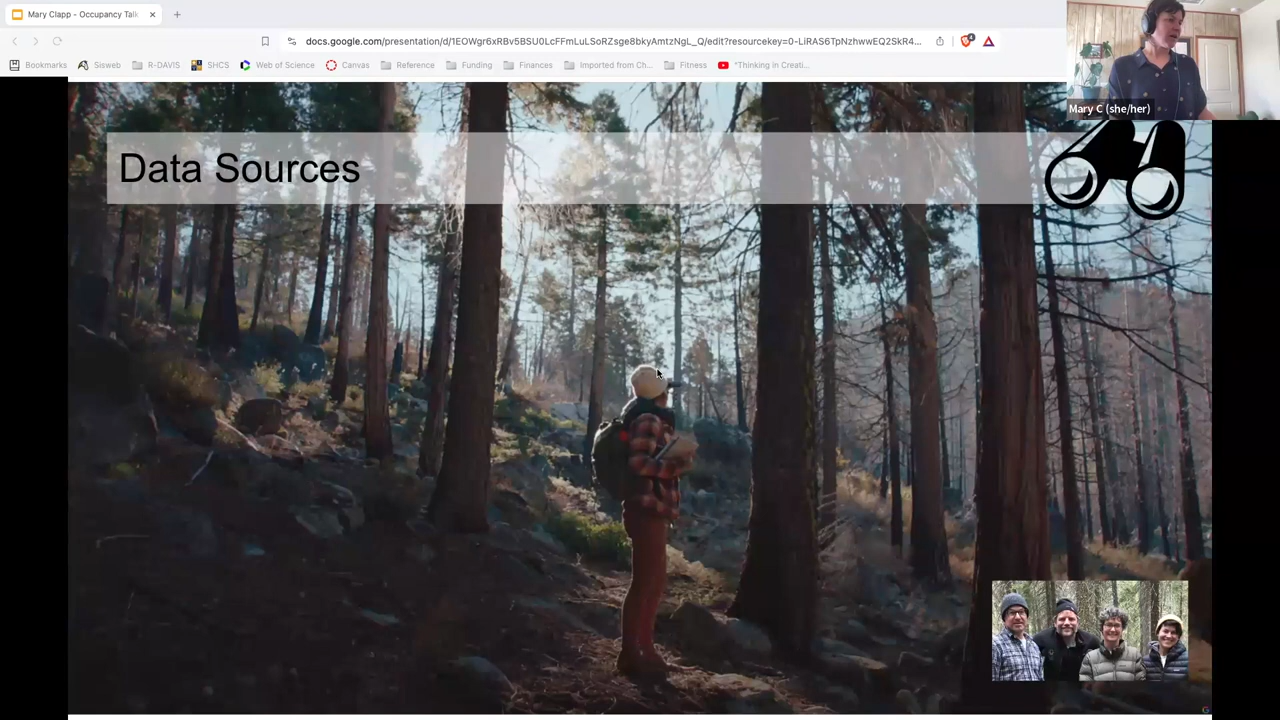 Mary Clapp - Occupancy Talk
docs.google.com/presentation/d/1EOWgr6xRBv5BSU0LcFFmLuLSoRZsge8bkyAmtzNgL_Q/edit?resourcekey=0-LiRAS6TpNzhwwEQ2SkR4...
4
Bookmarks
Sisweb
R-DAVIS
SHCS
Web of Science
Canvas
Reference
Funding
Finances
Imported from Ch...
Fitness
"Thinking in Creati...
Mary C (she/her)
Data Sources